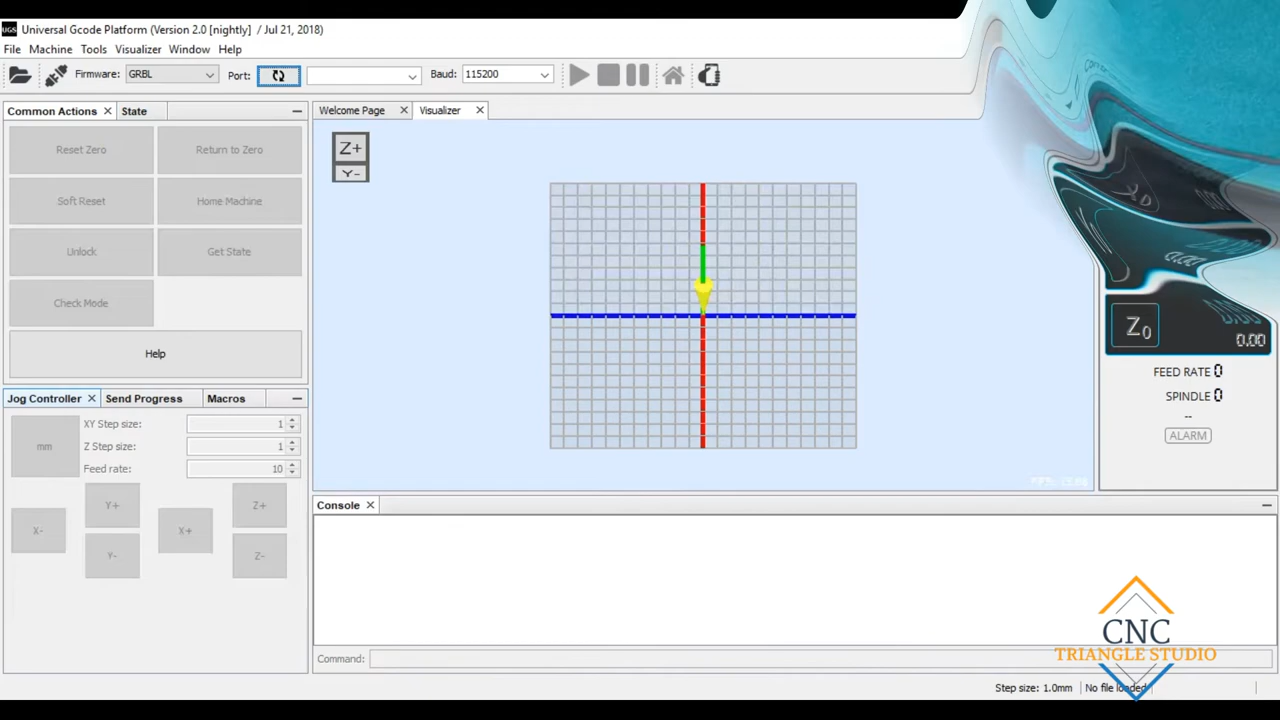 UGS Universal Gcode Platform (Version 2.0 [nightly] / Jul 21, 2018)
File Machine Tools Visualizer Window Help
Firmware: GRBL Port: Baud: 115200
Common Actions State
Welcome Page Visualizer
Reset Zero Return to Zero
Soft Reset Home Machine
Unlock Get State
Check Mode
Help
Z+
Y-
Z0
0.00
FEED RATE 0
SPINDLE 0
--
ALARM
Jog Controller Send Progress Macros
mm
XY Step size: 1
Z Step size: 1
Feed rate: 10
X- Y+ Y- X+ Z+ Z-
Console
Command:
CNC
TRIANGLE STUDIO
Step size: 1.0mm No file loaded